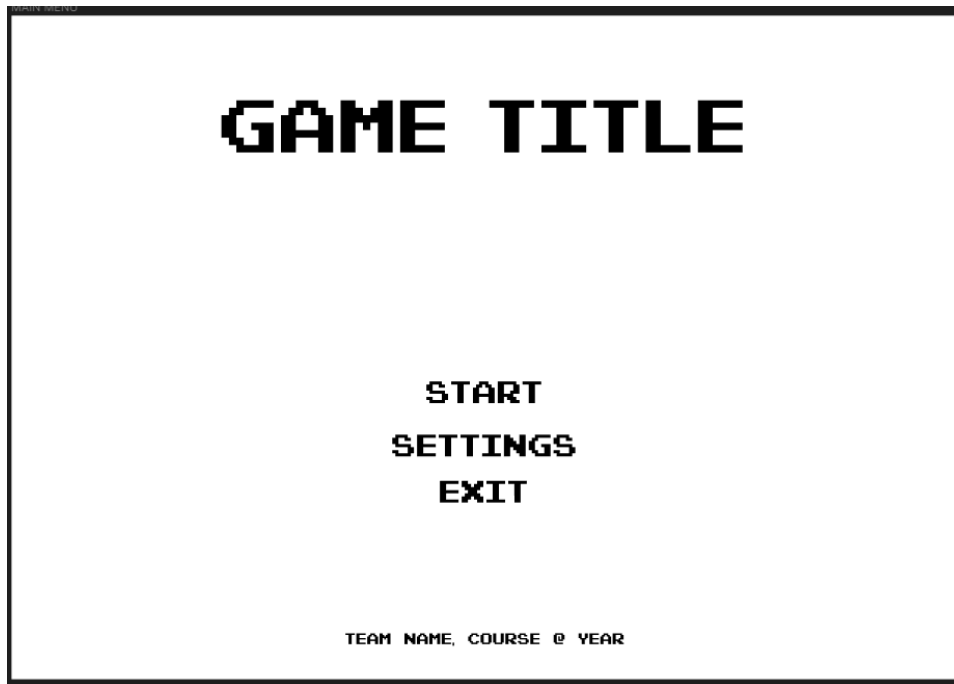 MAIN MENU
GAME TITLE
START
SETTINGS
EXIT
TEAM NAME, COURSE @ YEAR